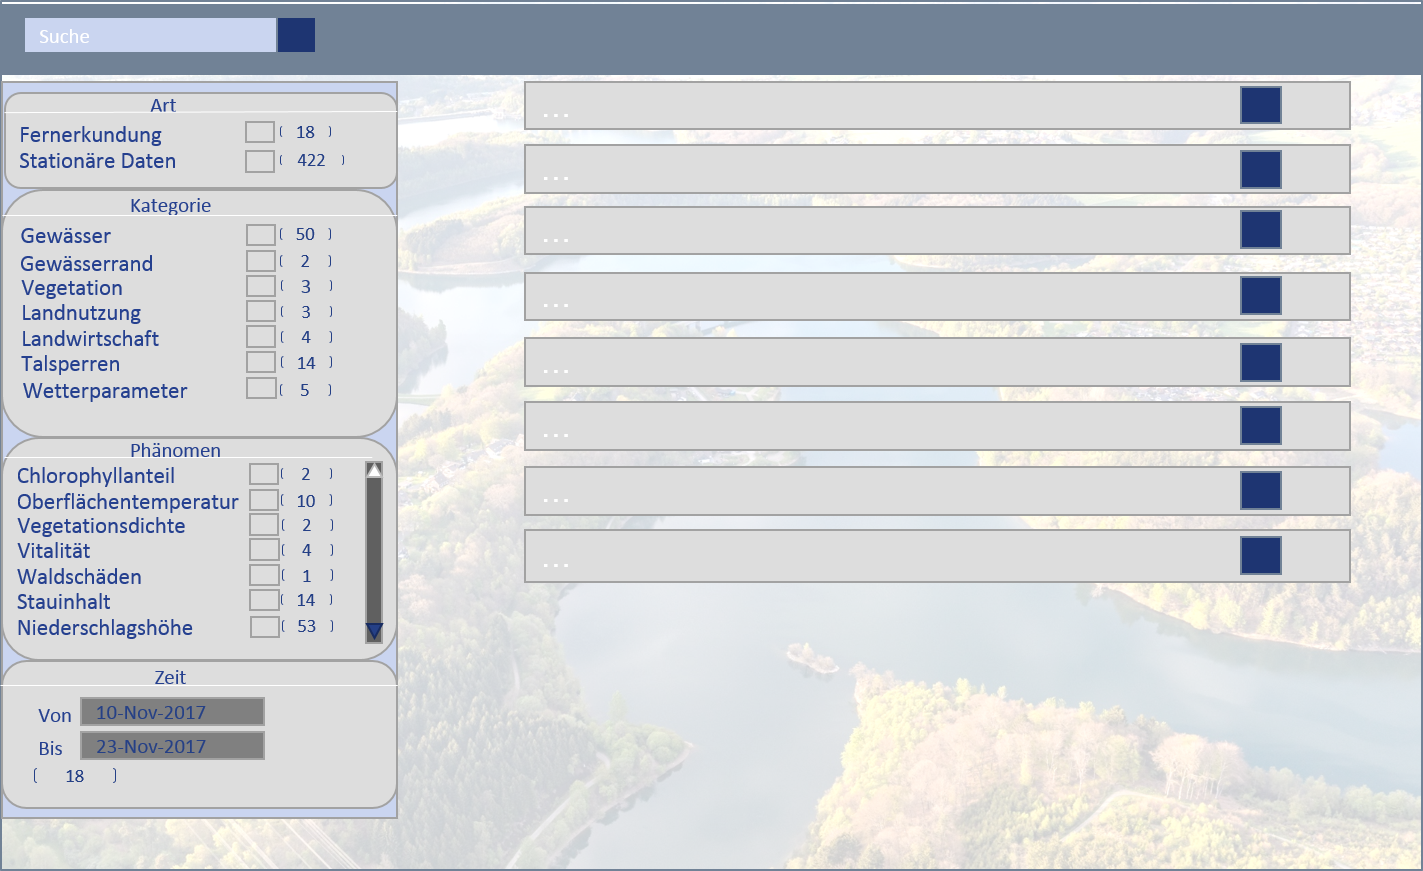 Suche
Art
Fernerkundung ( 18 )
Stationäre Daten ( 422 )
Kategorie
Gewässer ( 50 )
Gewässerrand ( 2 )
Vegetation ( 3 )
Landnutzung ( 3 )
Landwirtschaft ( 4 )
Talsperren ( 14 )
Wetterparameter ( 5 )
Phänomen
Chlorophyllanteil ( 2 )
Oberflächentemperatur ( 10 )
Vegetationsdichte ( 2 )
Vitalität ( 4 )
Waldschäden ( 1 )
Stauinhalt ( 14 )
Niederschlagshöhe ( 53 )
Zeit
Von 10-Nov-2017
Bis 23-Nov-2017
( 18 )
...
...
...
...
...
...
...
...